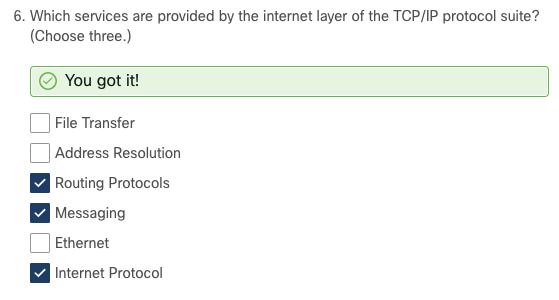 6. Which services are provided by the internet layer of the TCP/IP protocol suite?
(Choose three.)
You got it!
File Transfer
Address Resolution
Routing Protocols
Messaging
Ethernet
Internet Protocol